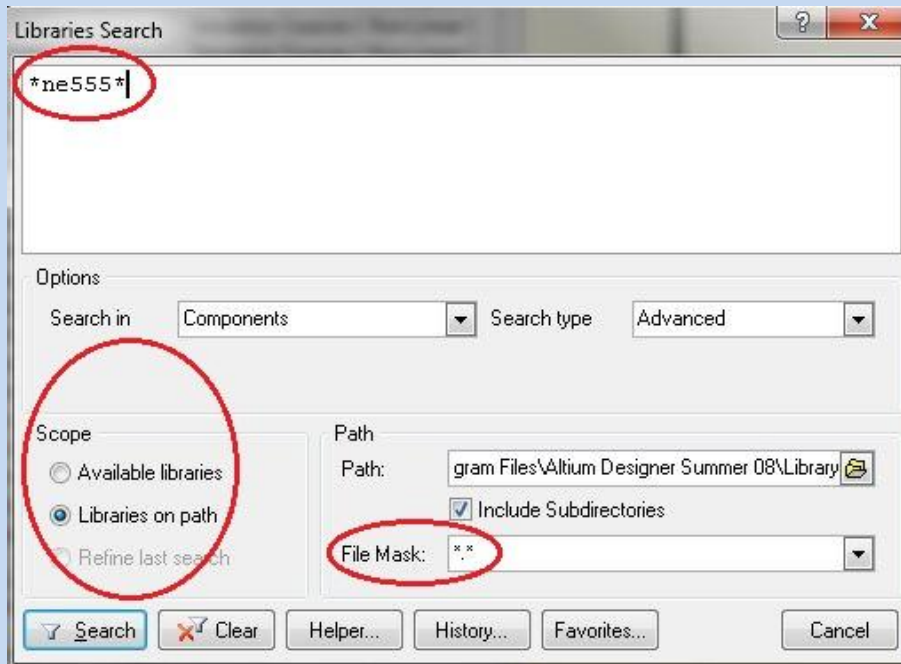 Libraries Search
*ne555*
Options
Search in Components Search type Advanced
Scope
Available libraries
Libraries on path
Refine last search
Path
Path: gram Files\Altium Designer Summer 08\Library
Include Subdirectories
File Mask: *.*
Search Clear Helper... History... Favorites... Cancel